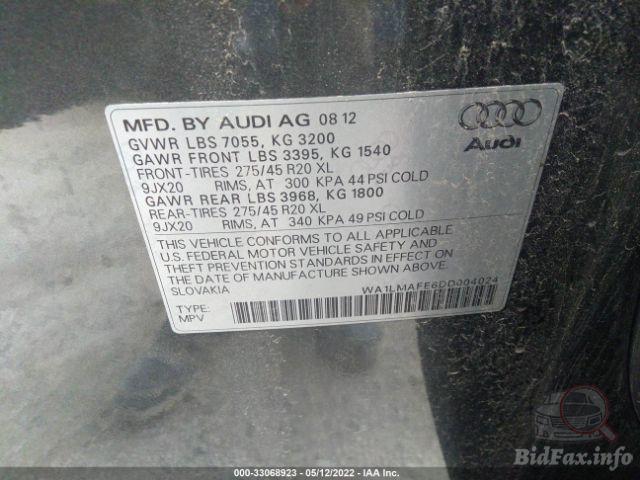 MFD. BY AUDI AG 08 12
GVWR LBS 7055, KG 3200
GAWR FRONT LBS 3395, KG 1540
FRONT-TIRES 275/45 R20 XL
9JX20 RIMS, AT 300 KPA 44 PSI COLD
GAWR REAR LBS 3968, KG 1800
REAR-TIRES 275/45 R20 XL
9JX20 RIMS, AT 340 KPA 49 PSI COLD
Audi
THIS VEHICLE CONFORMS TO ALL APPLICABLE
U.S. FEDERAL MOTOR VEHICLE SAFETY AND
THEFT PREVENTION STANDARDS IN EFFECT ON
THE DATE OF MANUFACTURE SHOWN ABOVE.
SLOVAKIA
WA1LMAFE6DD004024
TYPE:
MPV
000-33068923 - 05/12/2022 - IAA Inc.
BidFax.info